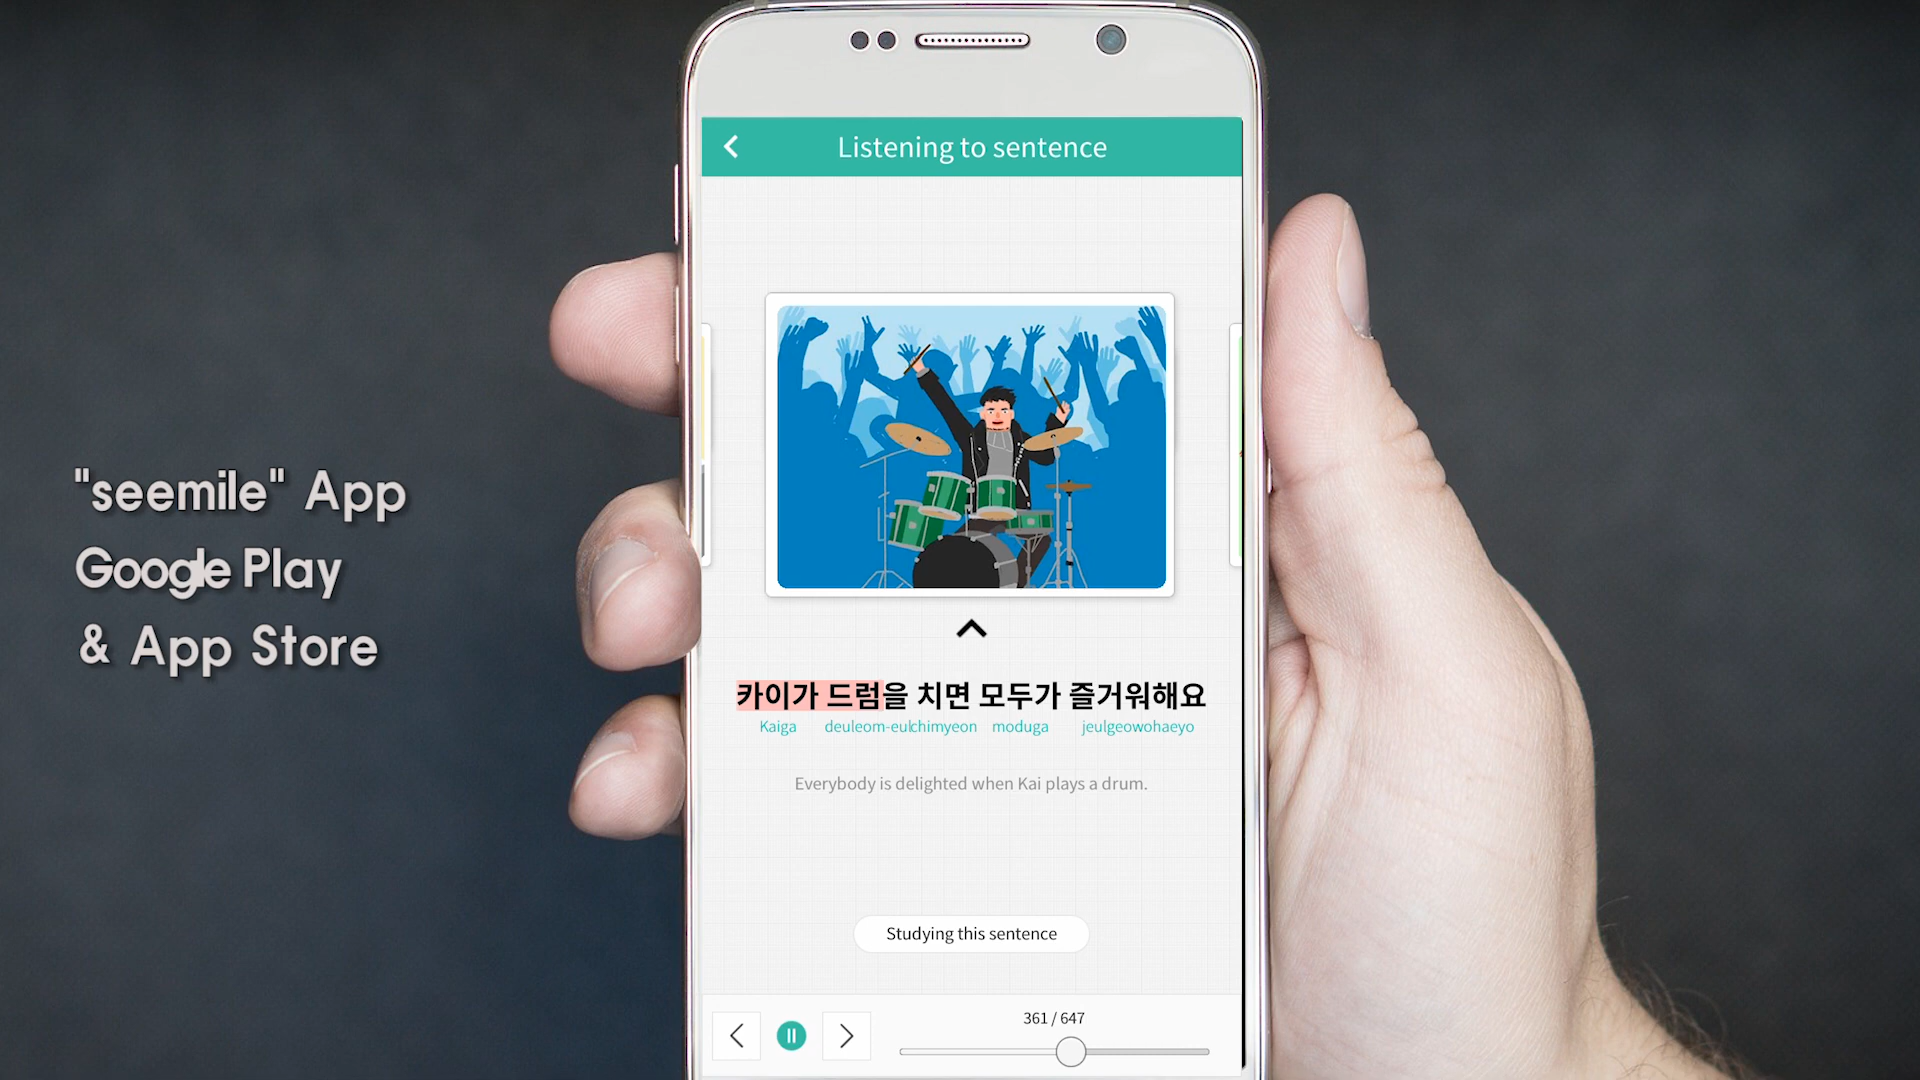 "seemile" App
Google Play
& App Store
Listening to sentence
카이가 드럼을 치면 모두가 즐거워해요
Kaiga deuleom-eulchimyeon moduga jeulgeowohaeyo
Everybody is delighted when Kai plays a drum.
Studying this sentence
361 / 647